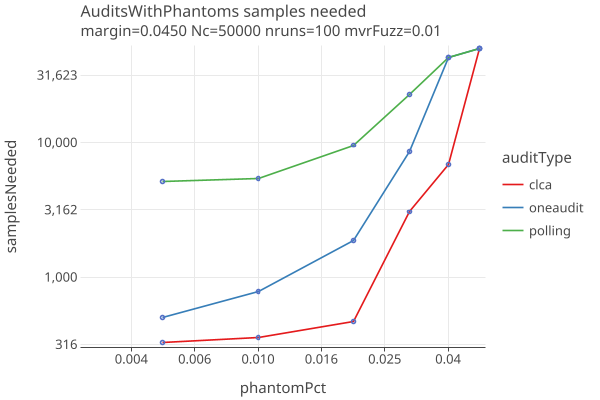 AuditsWithPhantoms samples needed
margin=0.0450 Nc=50000 nruns=100 mvrFuzz=0.01
samplesNeeded
31,623
10,000
3,162
1,000
316
0.004 0.006 0.010 0.016 0.025 0.04
phantomPct
auditType
clca
oneaudit
polling